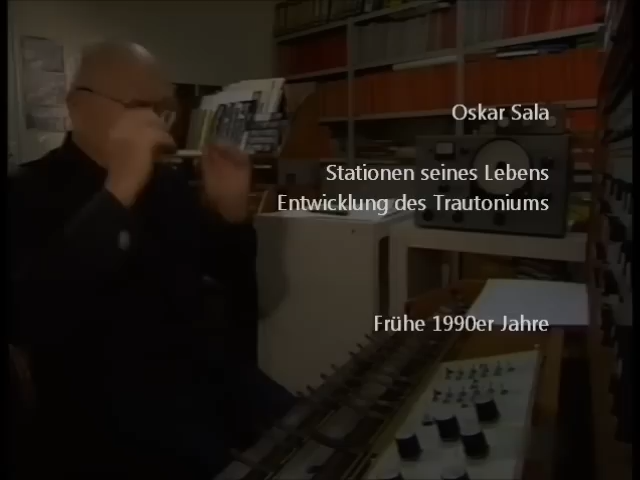 Oskar Sala
Stationen seines Lebens
Entwicklung des Trautoniums
Frühe 1990er Jahre